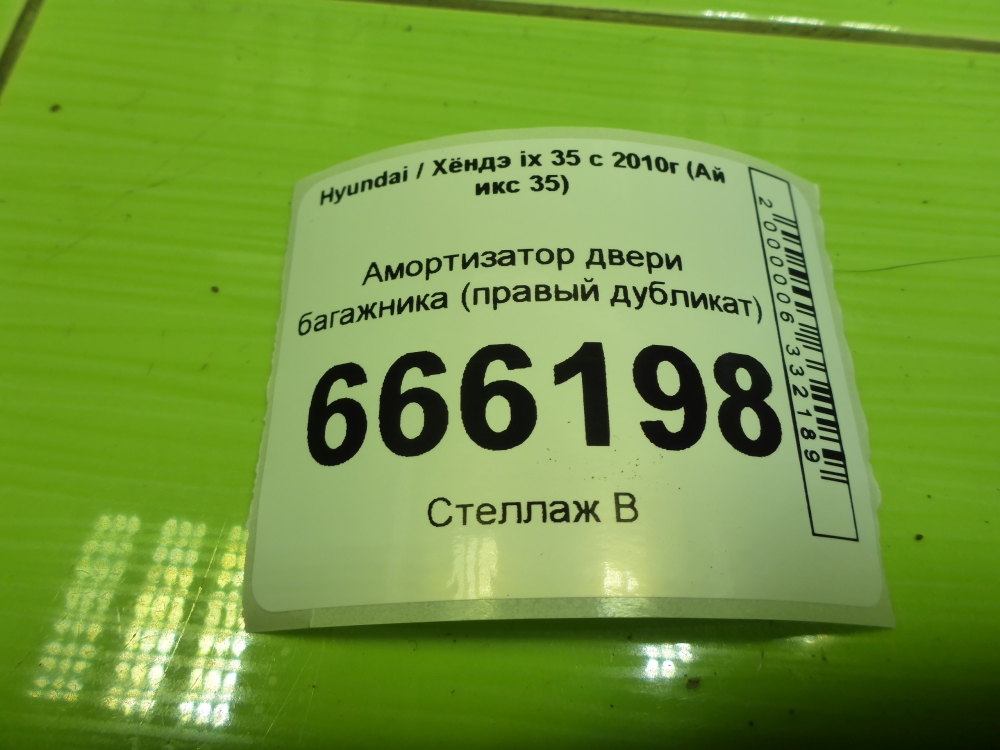 Hyundai / Хёндэ ix 35 с 2010г (Ай
икс 35)
Амортизатор двери
багажника (правый дубликат)
666198
Стеллаж В
2000006332189